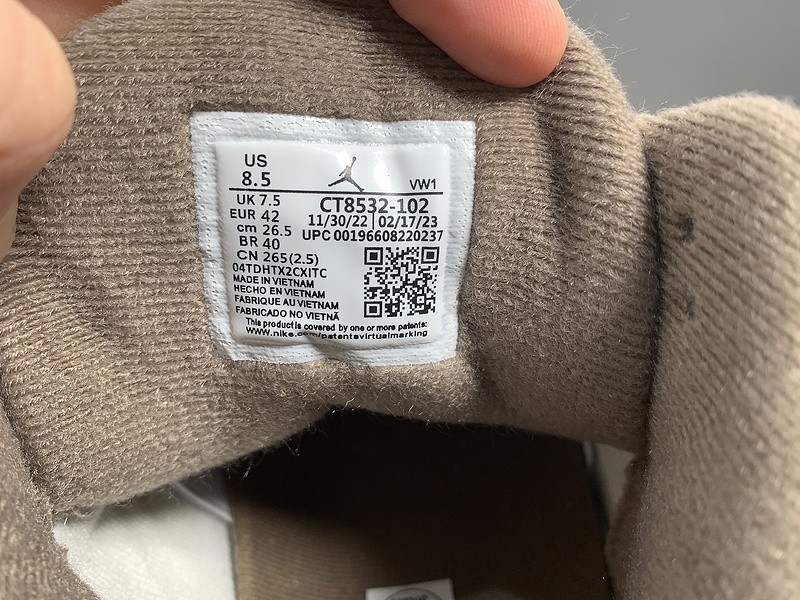 US
8.5
VW1
UK 7.5
EUR 42
cm 26.5
BR 40
CN 265(2.5)
CT8532-102
11/30/22 | 02/17/23
UPC 00196608220237
04TDHTX2CXITC
MADE IN VIETNAM
HECHO EN VIETNAM
FABRIQUE AU VIETNAM
FABRICADO NO VIETNÃ
This product is covered by one or more patents:
www.nike.com/patentsvirtualmarking